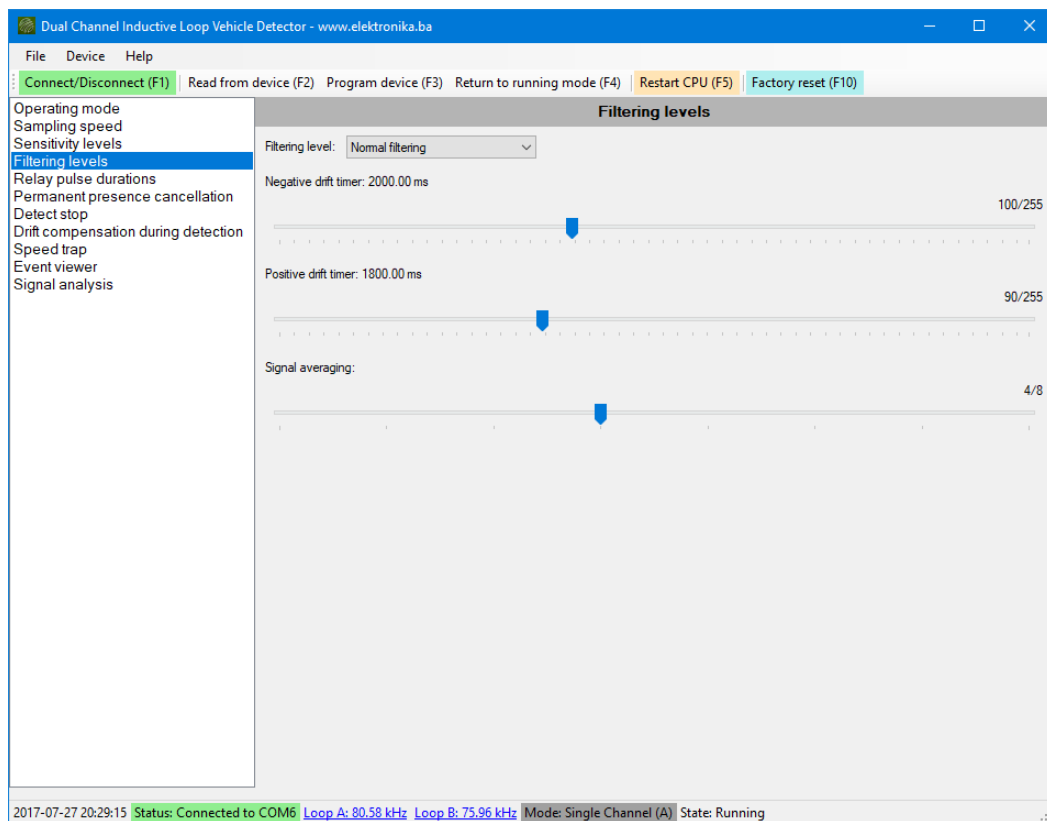 Dual Channel Inductive Loop Vehicle Detector - www.elektronika.ba
File Device Help
Connect/Disconnect (F1) Read from device (F2) Program device (F3) Return to running mode (F4) Restart CPU (F5) Factory reset (F10)
Operating mode
Sampling speed
Sensitivity levels
Filtering levels
Relay pulse durations
Permanent presence cancellation
Detect stop
Drift compensation during detection
Speed trap
Event viewer
Signal analysis
Filtering levels
Filtering level: Normal filtering
Negative drift timer: 2000.00 ms
100/255
Positive drift timer: 1800.00 ms
90/255
Signal averaging:
4/8
2017-07-27 20:29:15 Status: Connected to COM6 Loop A: 80.58 kHz Loop B: 75.96 kHz Mode: Single Channel (A) State: Running